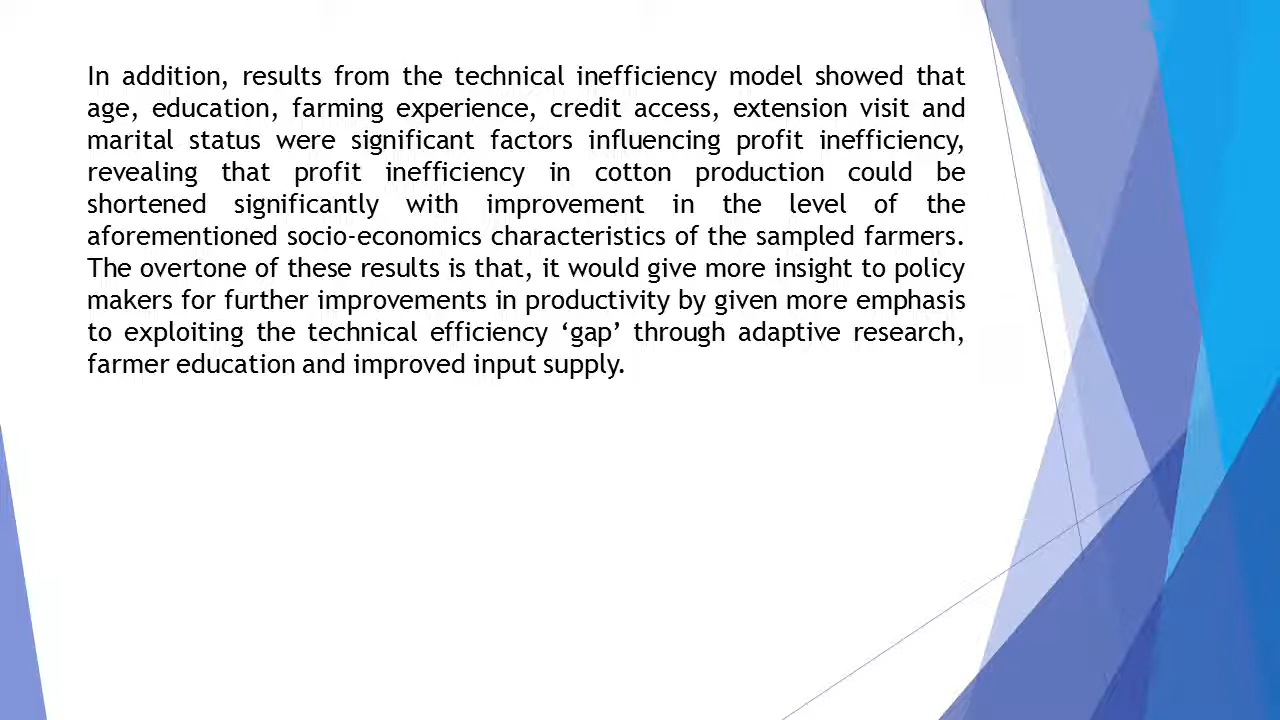 In addition, results from the technical inefficiency model showed that
age, education, farming experience, credit access, extension visit and
marital status were significant factors influencing profit inefficiency,
revealing that profit inefficiency in cotton production could be
shortened significantly with improvement in the level of the
aforementioned socio-economics characteristics of the sampled farmers.
The overtone of these results is that, it would give more insight to policy
makers for further improvements in productivity by given more emphasis
to exploiting the technical efficiency ‘gap’ through adaptive research,
farmer education and improved input supply.